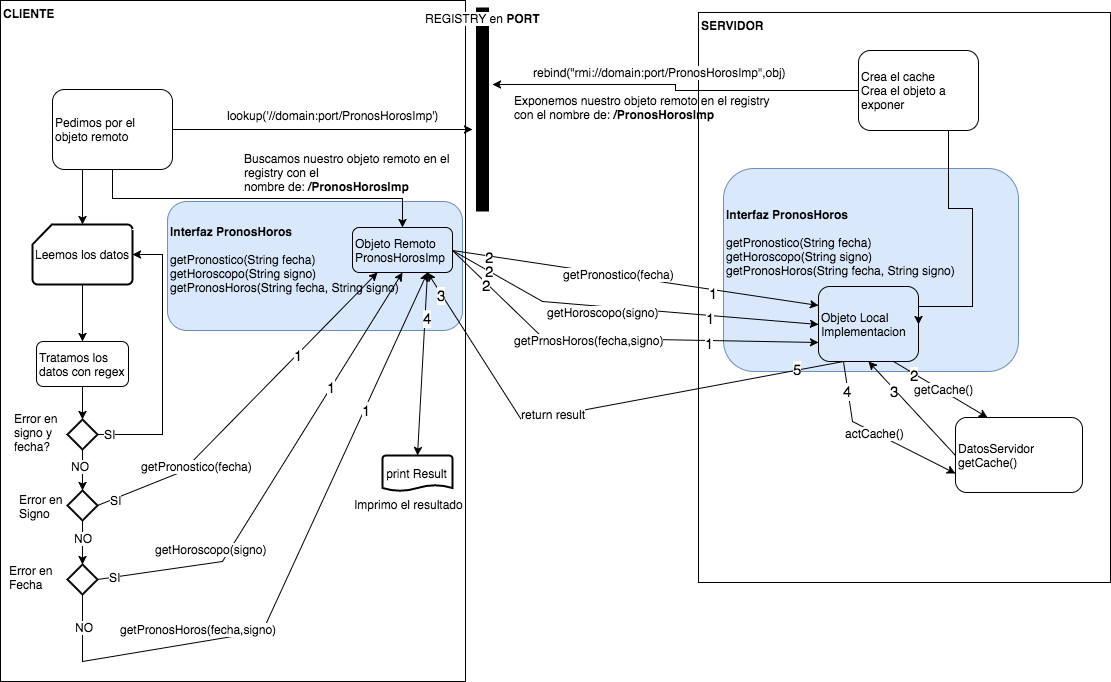 CLIENTE
REGISTRY en PORT
SERVIDOR
rebind("rmi://domain:port/PronosHorosImp",obj)
Crea el cache
Crea el objeto a
exponer
Exponemos nuestro objeto remoto en el registry
con el nombre de: /PronosHorosImp
Pedimos por el
objeto remoto
lookup('//domain:port/PronosHorosImp')
Buscamos nuestro objeto remoto en el
registry con el
nombre de: /PronosHorosImp
Interfaz PronosHoros
getPronostico(String fecha)
getHoroscopo(String signo)
getPronosHoros(String fecha, String signo)
Objeto Remoto
PronosHorosImp
Interfaz PronosHoros
getPronostico(String fecha)
getHoroscopo(String signo)
getPronosHoros(String fecha, String signo)
Objeto Local
Implementacion
Leemos los datos
2
getPronostico(fecha)
1
2
getHoroscopo(signo)
1
2
getPrnosHoros(fecha,signo)
1
3
4
Tratamos los
datos con regex
1
1
1
5
return result
4
actCache()
3
2
getCache()
DatosServidor
getCache()
Error en
signo y
fecha?
SI
NO
getPronostico(fecha)
print Result
Imprimo el resultado
Error en
Signo
SI
NO
getHoroscopo(signo)
Error en
Fecha
SI
NO
getPronosHoros(fecha,signo)